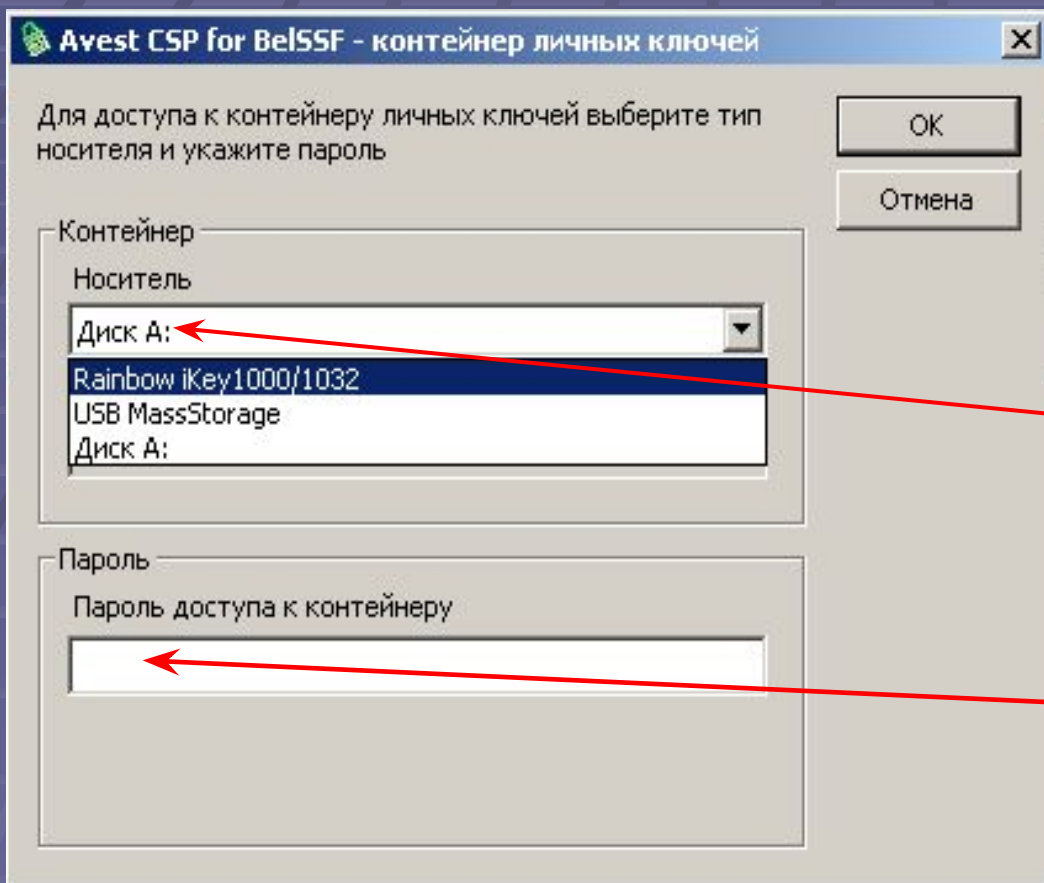 Avest CSP for BelSSF - контейнер личных ключей
Для доступа к контейнеру личных ключей выберите тип
носителя и укажите пароль
OK
Отмена
Контейнер
Носитель
Диск A:
Rainbow iKey1000/1032
USB MassStorage
Диск A:
Пароль
Пароль доступа к контейнеру